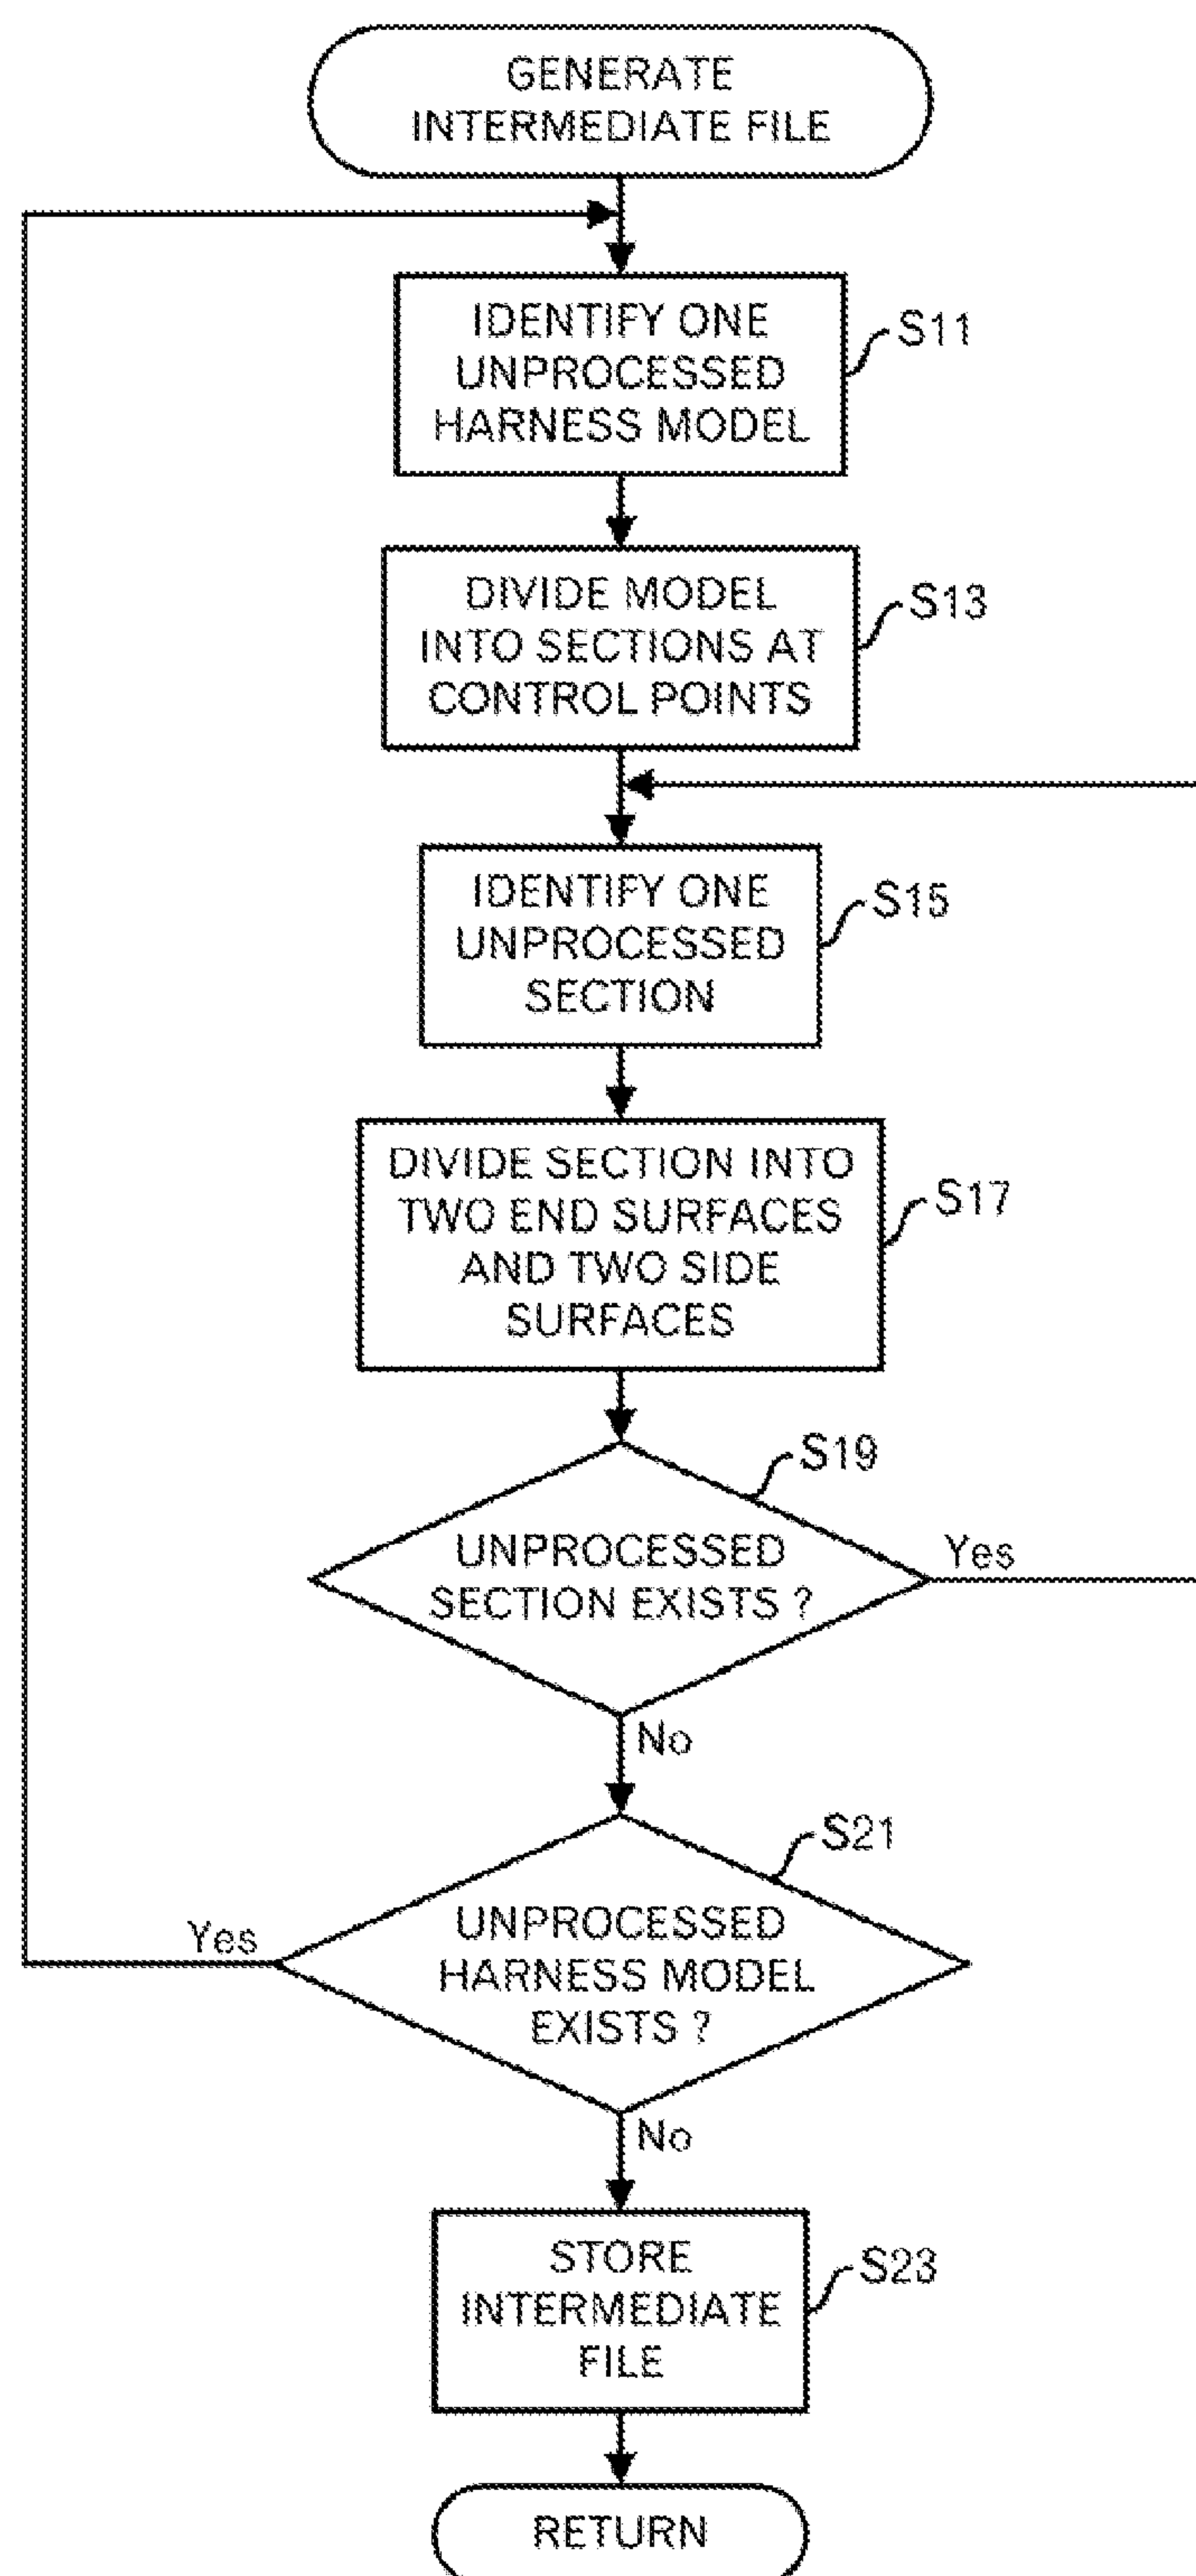 GENERATE
INTERMEDIATE FILE
IDENTIFY ONE
UNPROCESSED
HARNESS MODEL
S11
DIVIDE MODEL
INTO SECTIONS AT
CONTROL POINTS
S13
IDENTIFY ONE
UNPROCESSED
SECTION
S15
DIVIDE SECTION INTO
TWO END SURFACES
AND TWO SIDE
SURFACES
S17
S19
UNPROCESSED
SECTION EXISTS ?
Yes
No
S21
UNPROCESSED
HARNESS MODEL
EXISTS ?
Yes
No
STORE
INTERMEDIATE
FILE
S23
RETURN